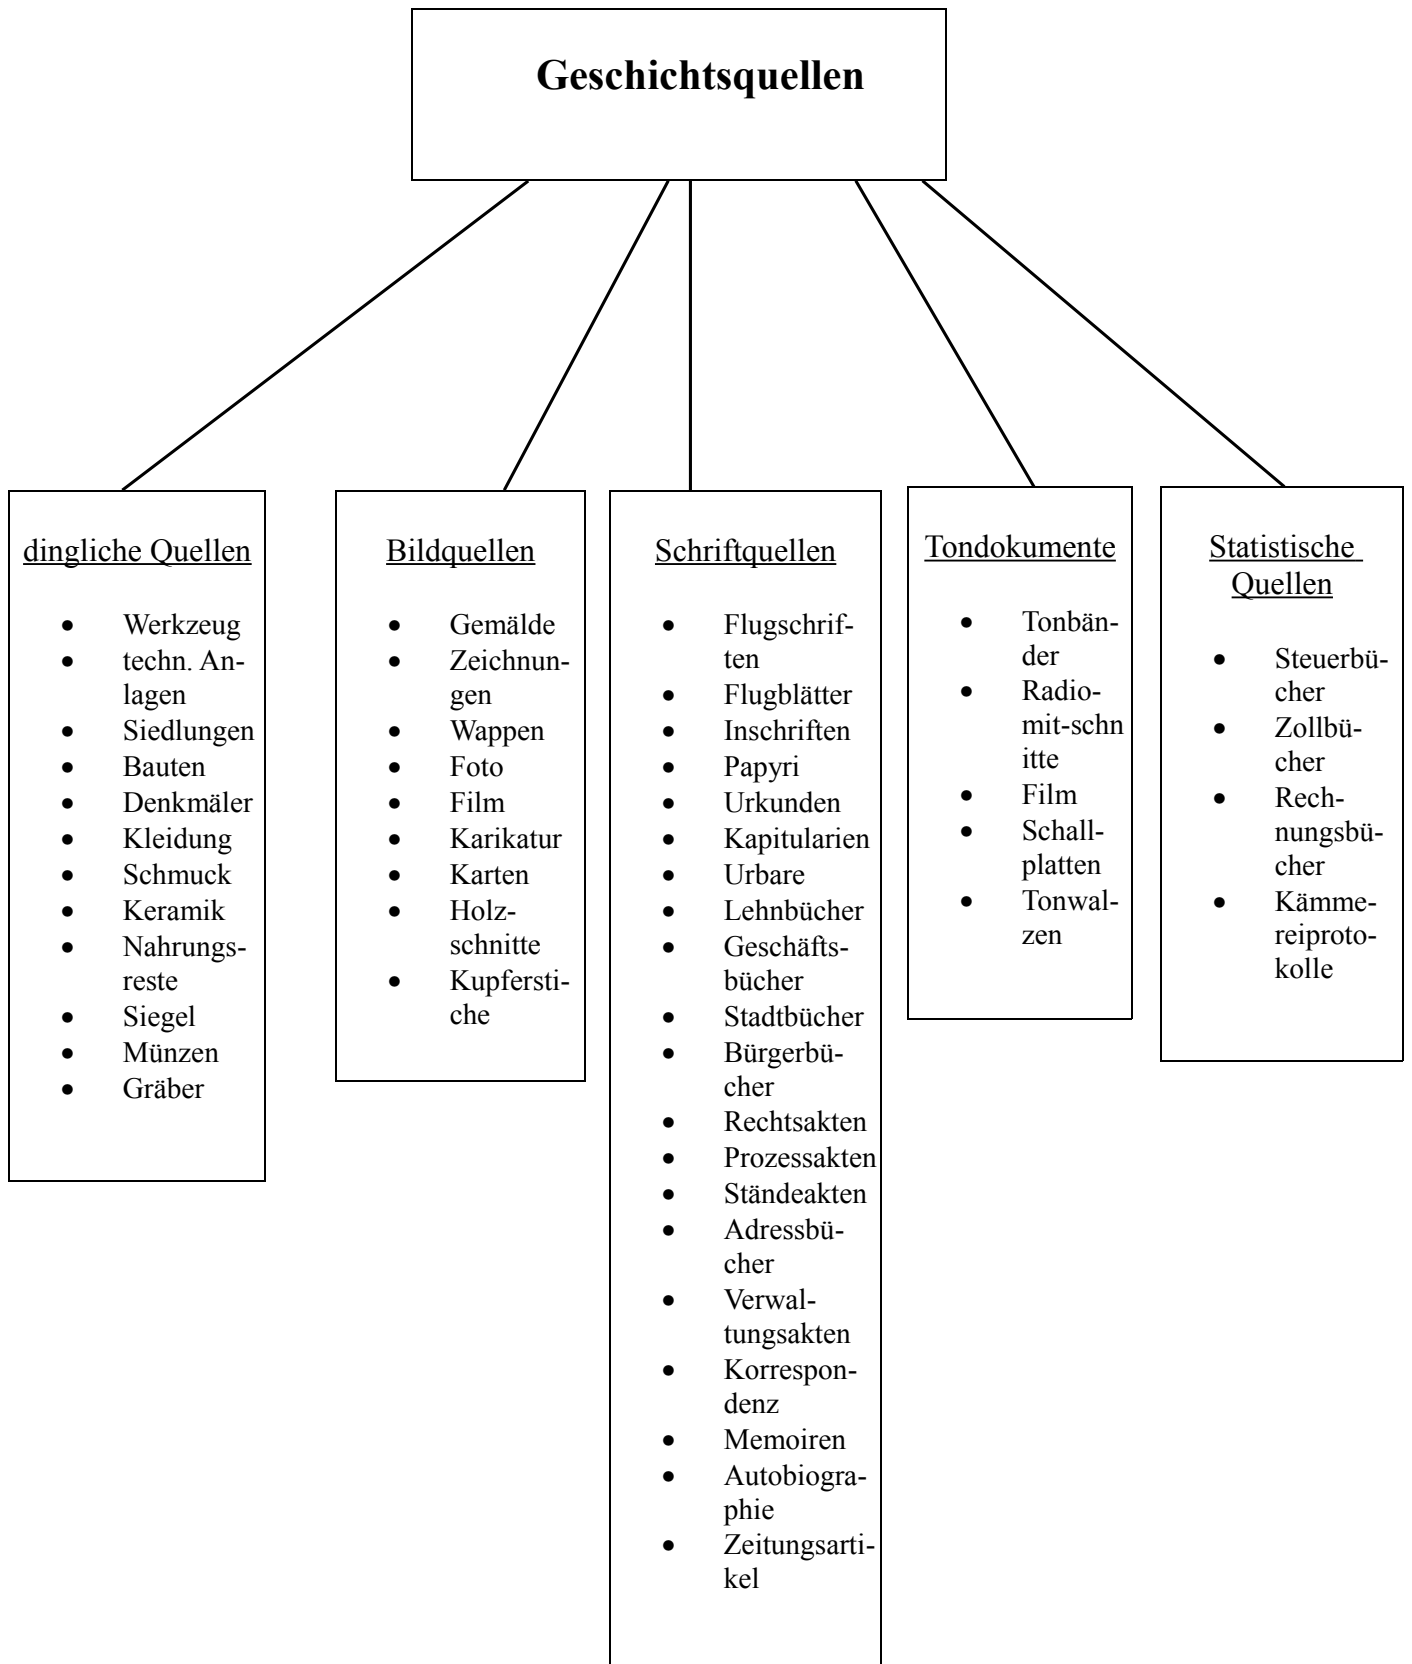 Geschichtsquellen
dingliche Quellen
• Werkzeug
• techn. An-
lagen
• Siedlungen
• Bauten
• Denkmäler
• Kleidung
• Schmuck
• Keramik
• Nahrungs-
reste
• Siegel
• Münzen
• Gräber
Bildquellen
• Gemälde
• Zeichnun-
gen
• Wappen
• Foto
• Film
• Karikatur
• Karten
• Holz-
schnitte
• Kupfersti-
che
Schriftquellen
• Flugschrif-
ten
• Flugblätter
• Inschriften
• Papyri
• Urkunden
• Kapitularien
• Urbare
• Lehnbücher
• Geschäfts-
bücher
• Stadtbücher
• Bürgerbü-
cher
• Rechtsakten
• Prozessakten
• Ständeakten
• Adressbü-
cher
• Verwal-
tungsakten
• Korrespon-
denz
• Memoiren
• Autobiogra-
phie
• Zeitungsarti-
kel
Tondokumente
• Tonbän-
der
• Radio-
mit-schn
itte
• Film
• Schall-
platten
• Tonwal-
zen
Statistische
Quellen
• Steuerbü-
cher
• Zollbü-
cher
• Rech-
nungsbü-
cher
• Kämme-
reiproto-
kolle